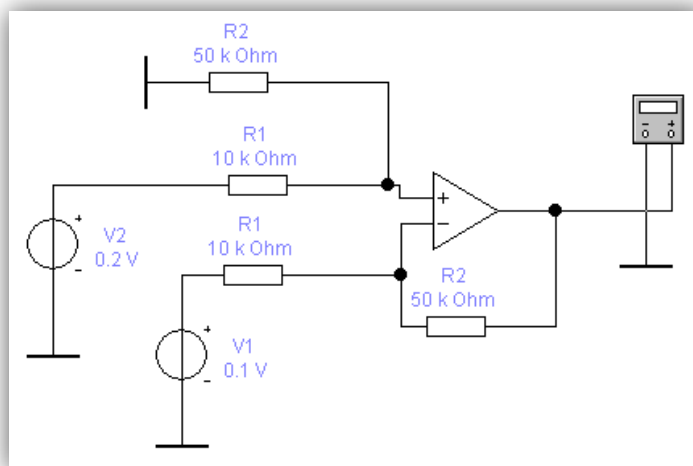 R2
50 k Ohm
R1
10 k Ohm
R1
10 k Ohm
V2
0.2 V
R2
50 k Ohm
V1
0.1 V
+
−
+
-
+
-
- +